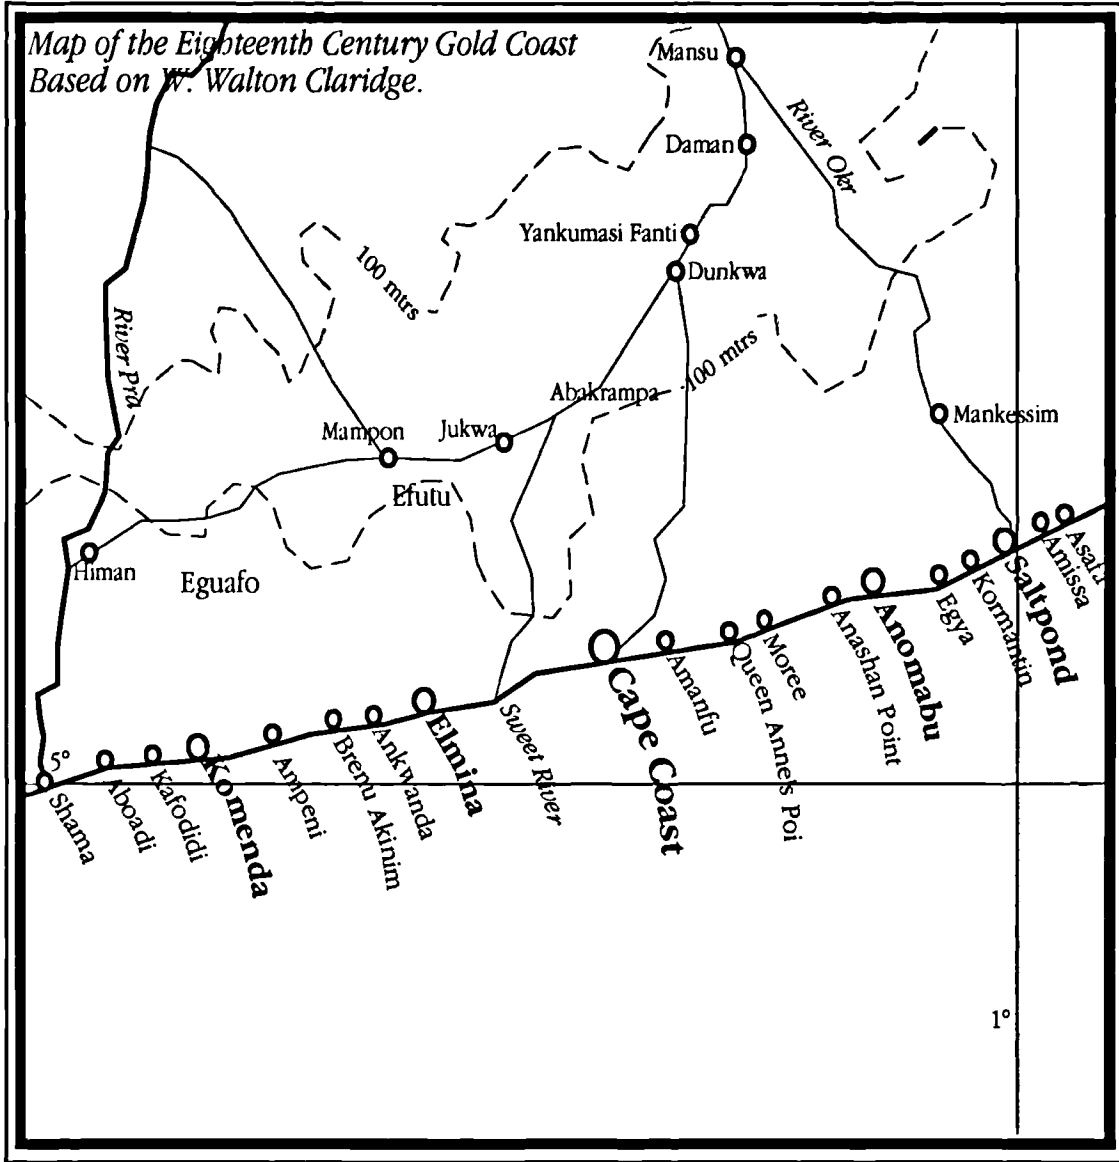 Map of the Eighteenth Century Gold Coast
Based on W. Walton Claridge.
Mansu
River Okr
Daman
Yankumasi Fanti
Dunkwa
100 mtrs
River Pra
100 mtrs
Abakrampa
Mankessim
Mampon
Jukwa
Efutu
Himan
Eguafo
5°
Shama
Aboadi
Kafodidi
Komenda
Ampeni
Brenu Akinim
Ankwanda
Elmina
Sweet River
Cape Coast
Amanfu
Queen Anne's Poi
Moree
Anashan Point
Anomabu
Egya
Kormantin
Saltpond
Amissa
1°